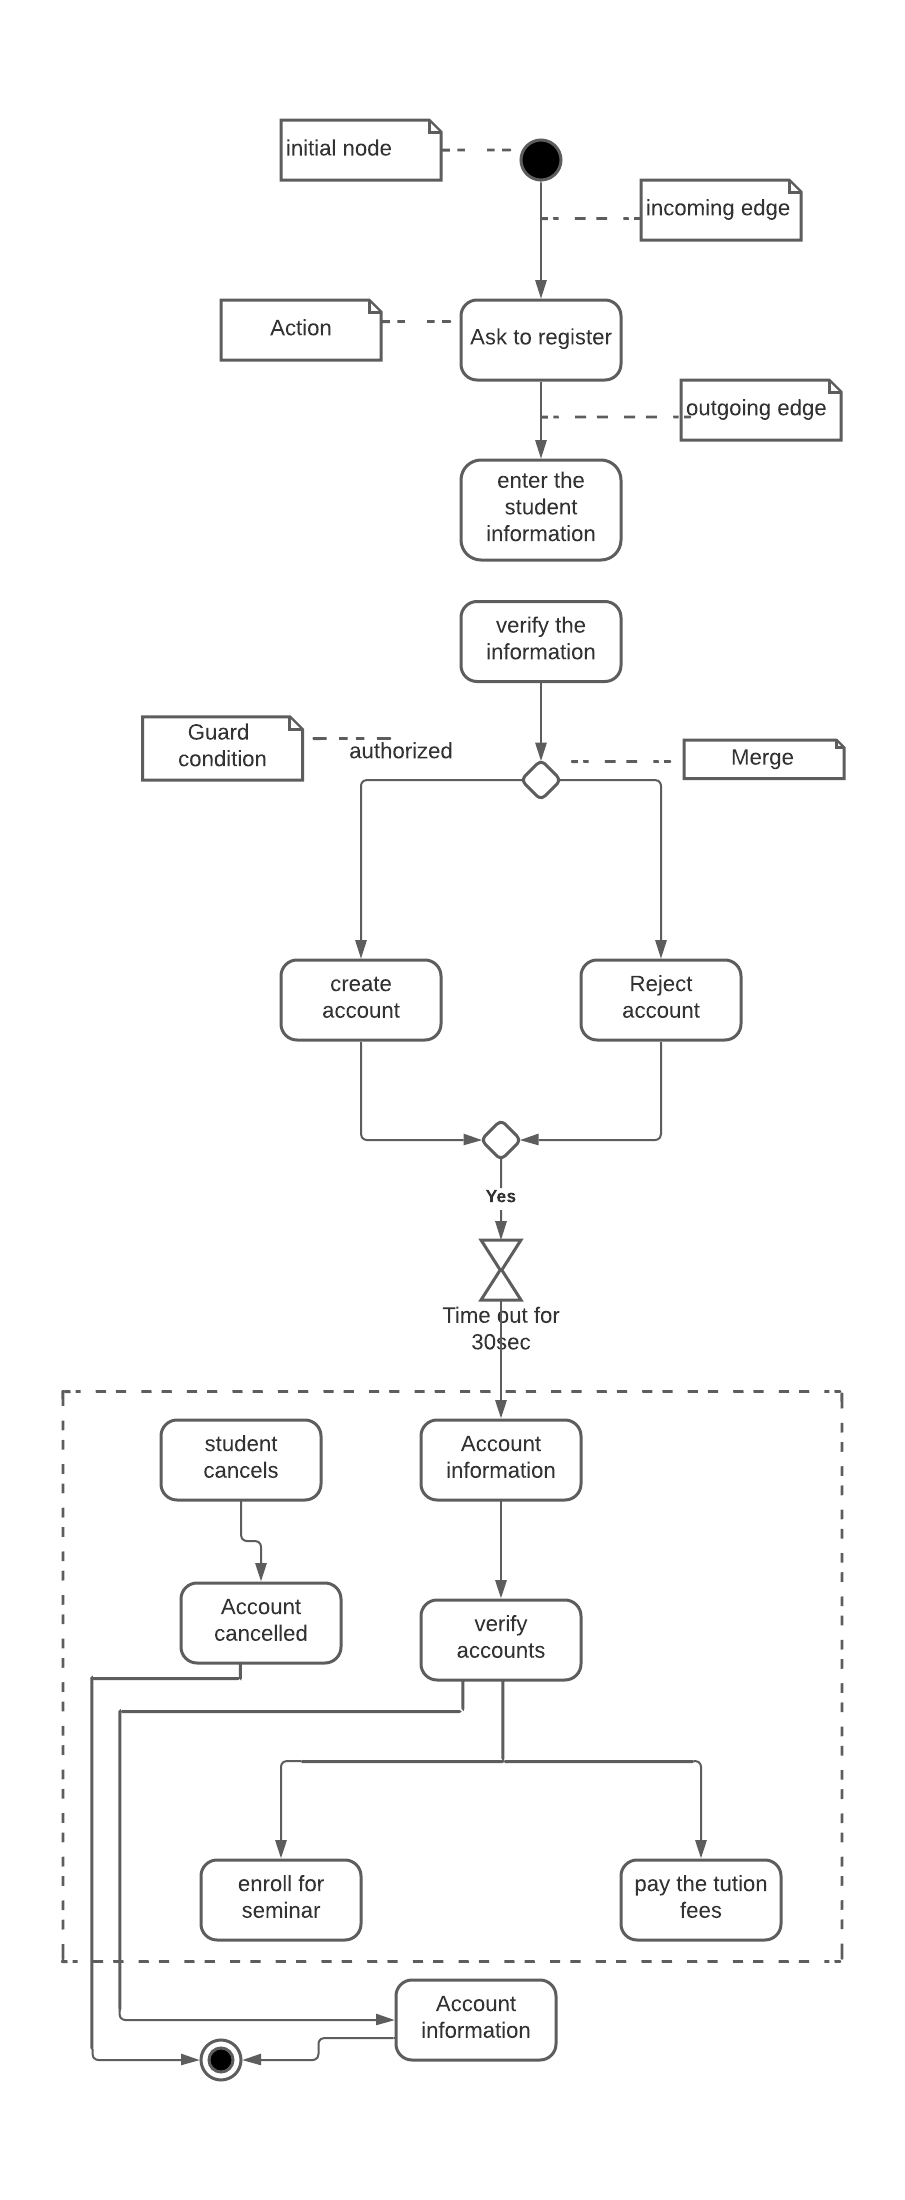 initial node
incoming edge
Action
Ask to register
outgoing edge
enter the
student
information
verify the
information
Guard
condition
authorized
Merge
create
account
Reject
account
Yes
Time out for
30sec
student
cancels
Account
information
Account
cancelled
verify
accounts
enroll for
seminar
pay the tution
fees
Account
information